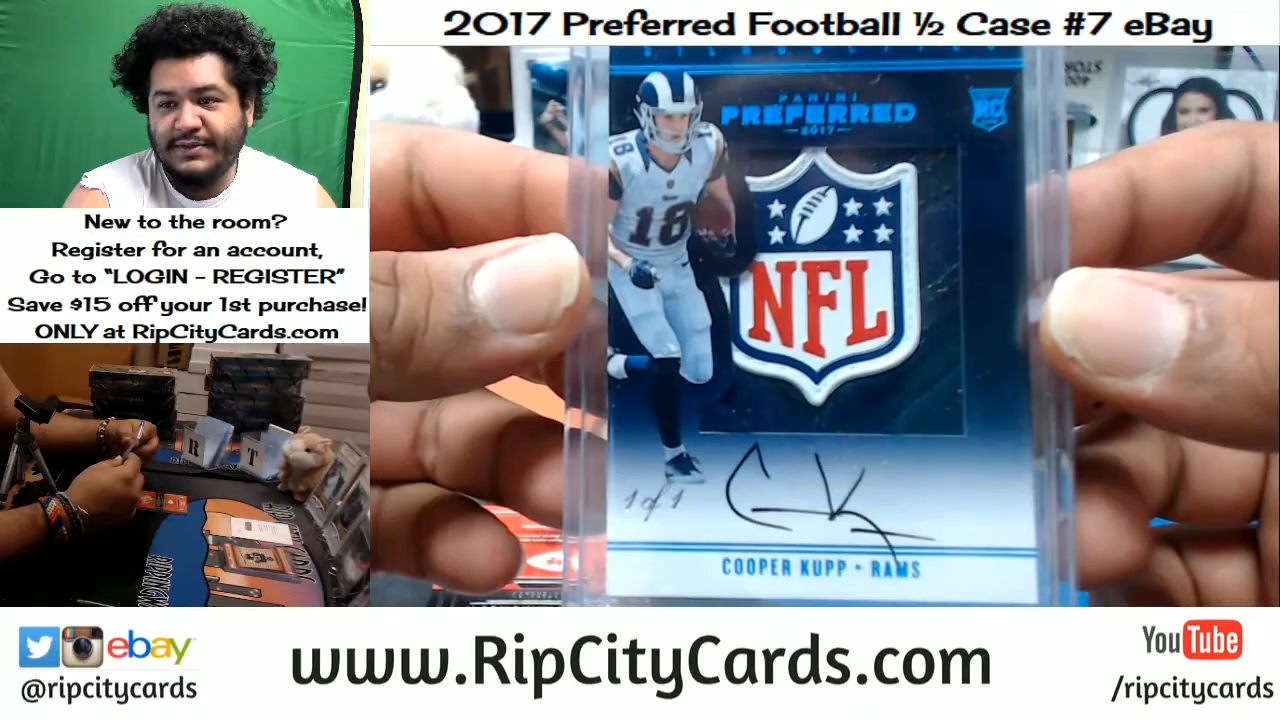 2017 Preferred Football ½ Case #7 eBay
New to the room?
Register for an account,
Go to "LOGIN - REGISTER"
Save $15 off your 1st purchase!
ONLY at RipCityCards.com
PANINI
PREFERRED
2017
RC
18
18
NFL
1 of 1
COOPER KUPP • RAMS
R
T
ebay
@ripcitycards
www.RipCityCards.com
YouTube
/ripcitycards